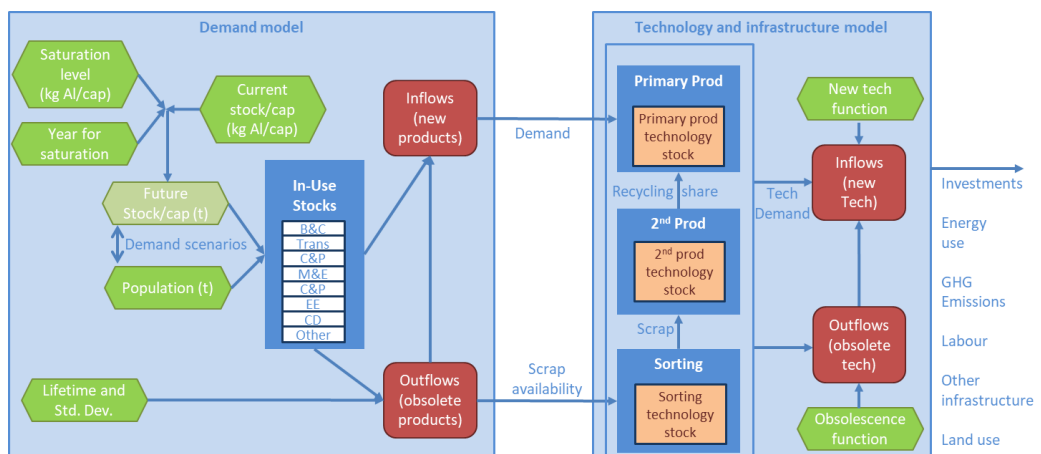 Demand model
Saturation
level
(kg Al/cap)
Current
stock/cap
(kg Al/cap)
Year for
saturation
Future
Stock/cap (t)
Demand scenarios
Population (t)
Lifetime and
Std. Dev.
In-Use
Stocks
B&C
Trans
C&P
M&E
C&P
EE
CD
Other
Inflows
(new
products)
Outflows
(obsolete
products)
Demand
Scrap
availability
Technology and infrastructure model
Primary Prod
Primary prod
technology
stock
Recycling share
2nd Prod
2nd prod
technology
stock
Scrap
Sorting
Sorting
technology
stock
Tech
Demand
New tech
function
Inflows
(new
Tech)
Outflows
(obsolete
tech)
Obsolescence
function
Investments
Energy
use
GHG
Emissions
Labour
Other
infrastructure
Land use